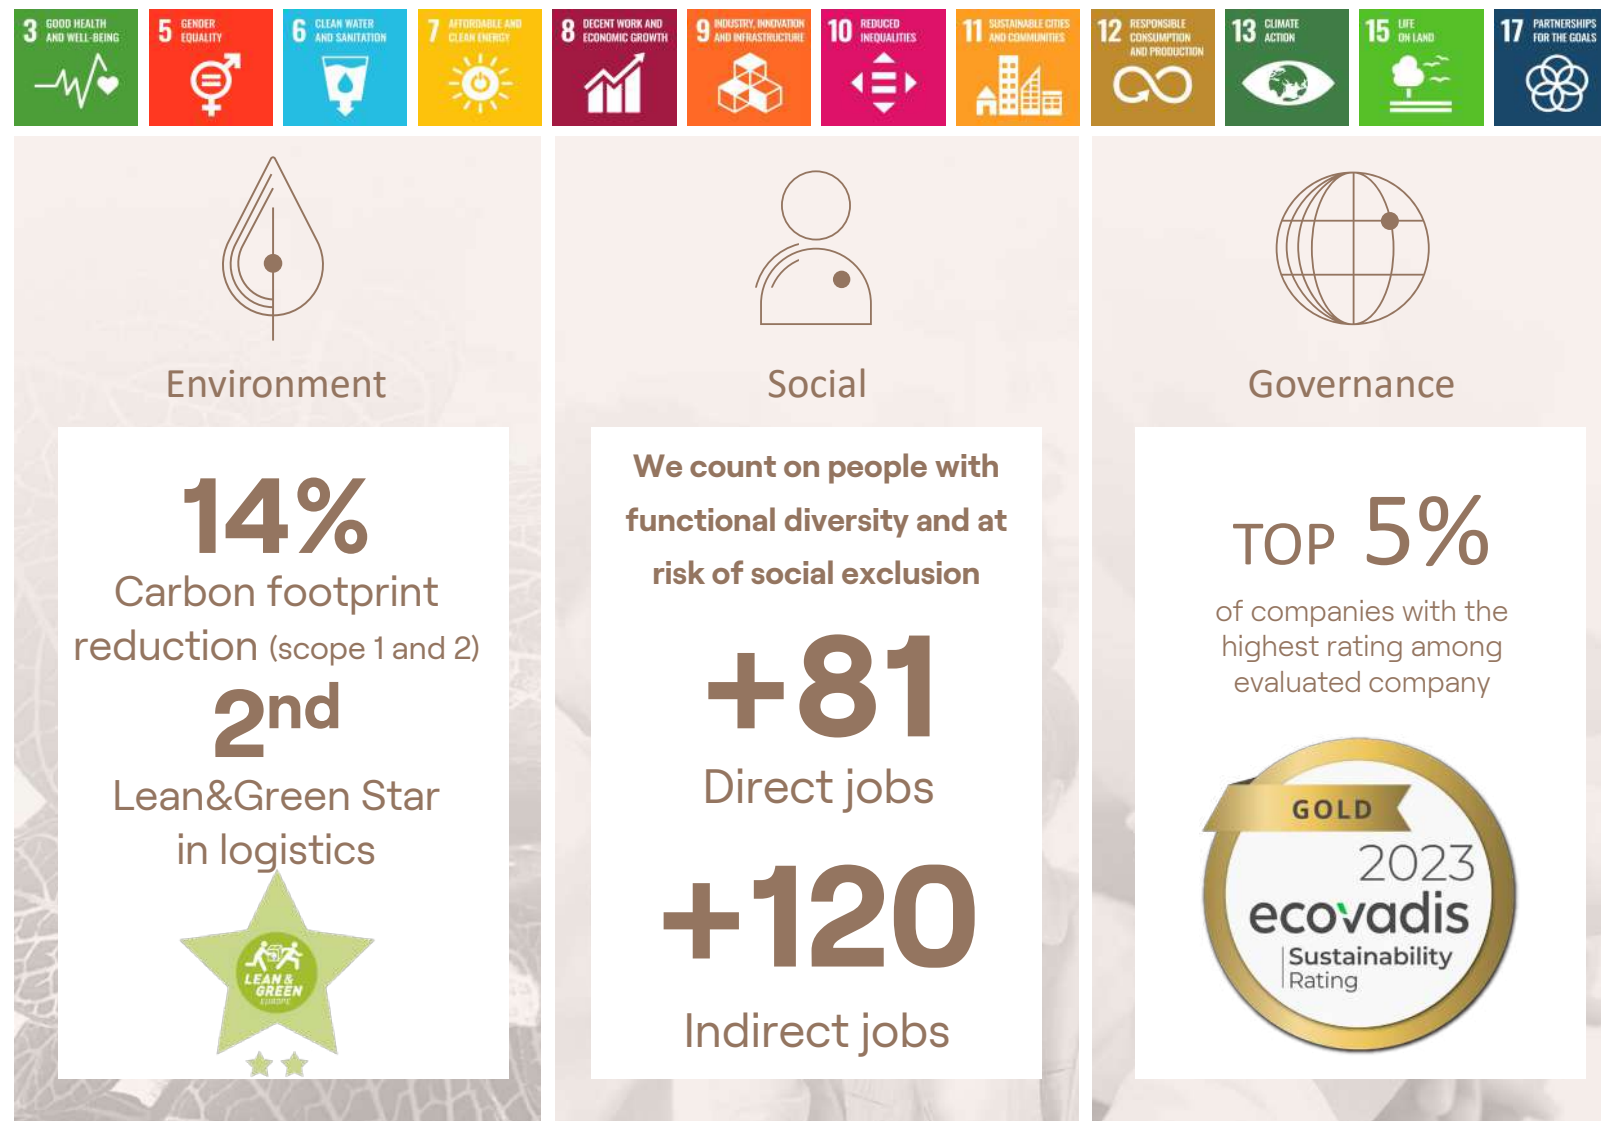 3 GOOD HEALTH
AND WELL-BEING
5 GENDER
EQUALITY
6 CLEAN WATER
AND SANITATION
7 AFFORDABLE AND
CLEAN ENERGY
8 DECENT WORK AND
ECONOMIC GROWTH
9 INDUSTRY, INNOVATION
AND INFRASTRUCTURE
10 REDUCED
INEQUALITIES
11 SUSTAINABLE CITIES
AND COMMUNITIES
12 RESPONSIBLE
CONSUMPTION
AND PRODUCTION
13 CLIMATE
ACTION
15 LIFE
ON LAND
17 PARTNERSHIPS
FOR THE GOALS
Environment
14%
Carbon footprint
reduction (scope 1 and 2)
2nd
Lean&Green Star
in logistics
LEAN &
GREEN
EUROPE
Social
We count on people with
functional diversity and at
risk of social exclusion
+81
Direct jobs
+120
Indirect jobs
Governance
TOP 5%
of companies with the
highest rating among
evaluated company
GOLD
2023
ecovadis
Sustainability
Rating